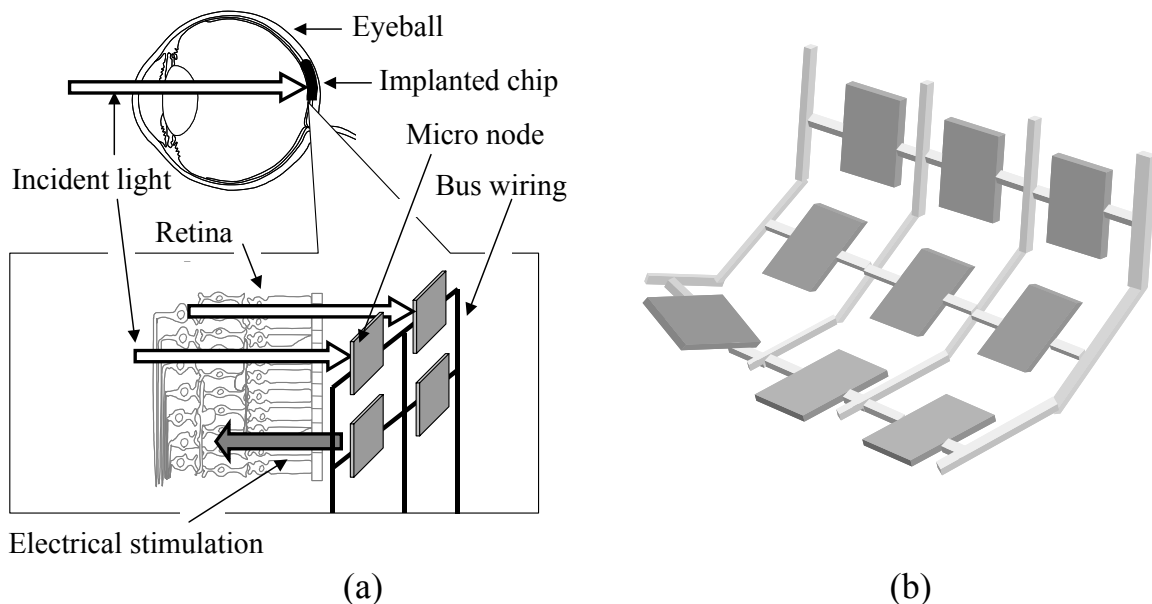 Eyeball
Implanted chip
Micro node
Incident light
Bus wiring
Retina
Electrical stimulation
(a)
(b)